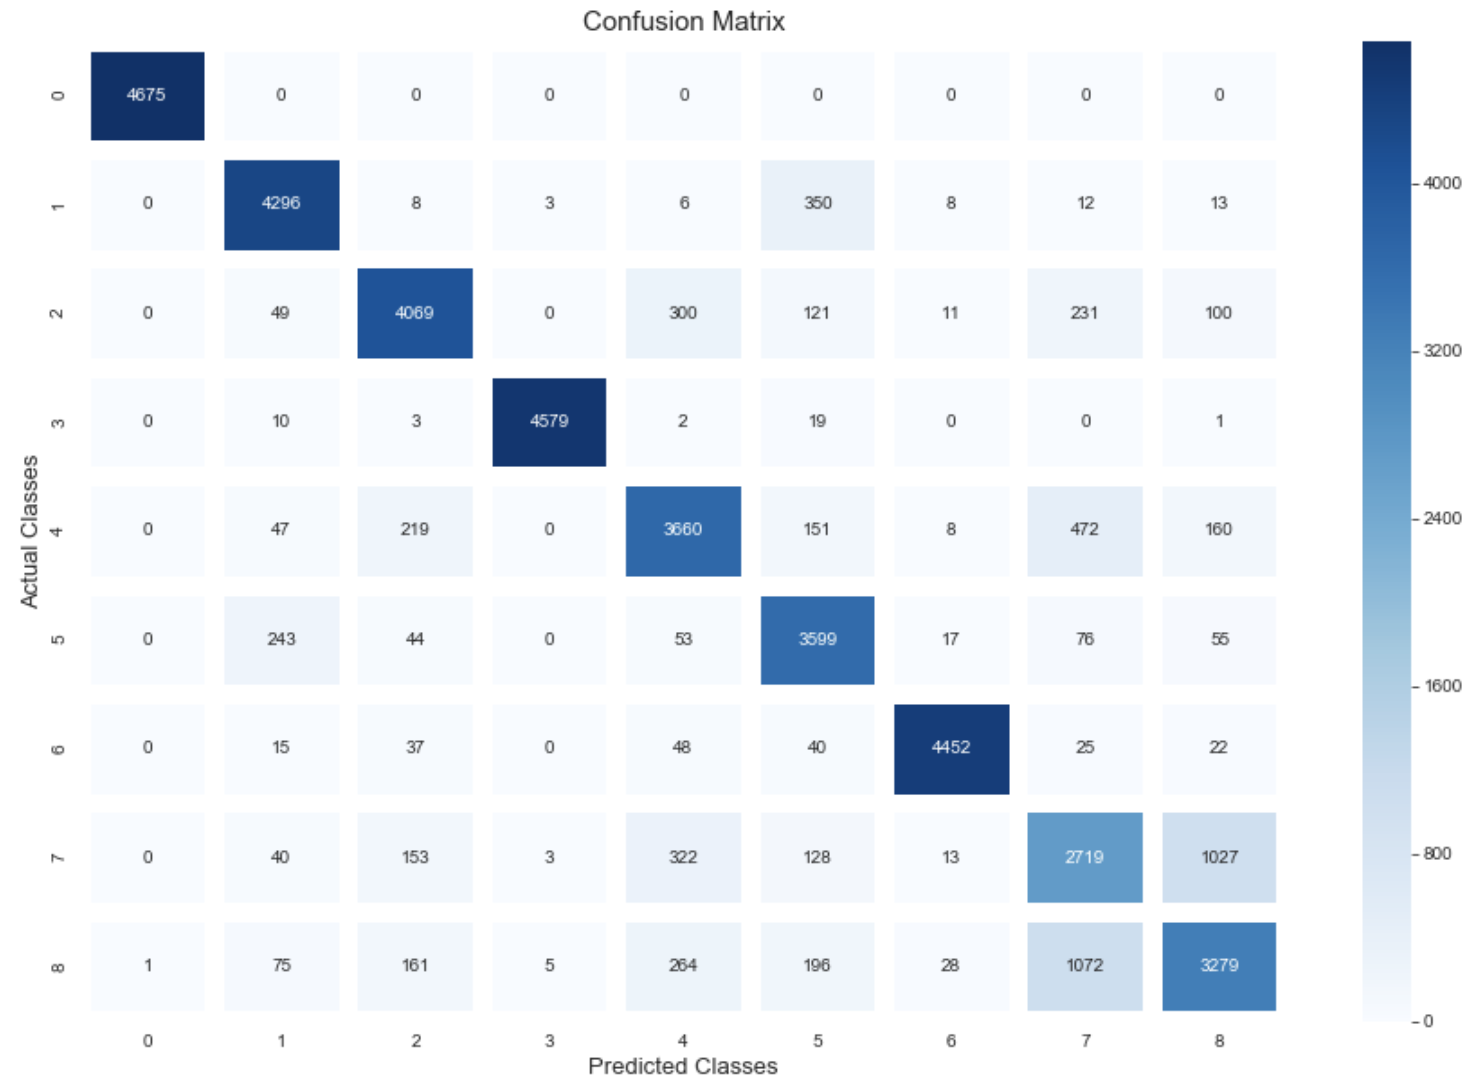 Confusion Matrix
0 4675 0 0 0 0 0 0 0 0
1 0 4296 8 3 6 350 8 12 13
4000
2 0 49 4069 0 300 121 11 231 100
3200
3 0 10 3 4579 2 19 0 0 1
Actual Classes
4 0 47 219 0 3660 151 8 472 160
2400
5 0 243 44 0 53 3599 17 76 55
1600
6 0 15 37 0 48 40 4452 25 22
7 0 40 153 3 322 128 13 2719 1027
800
8 1 75 161 5 264 196 28 1072 3279
0
0 1 2 3 4 5 6 7 8
Predicted Classes